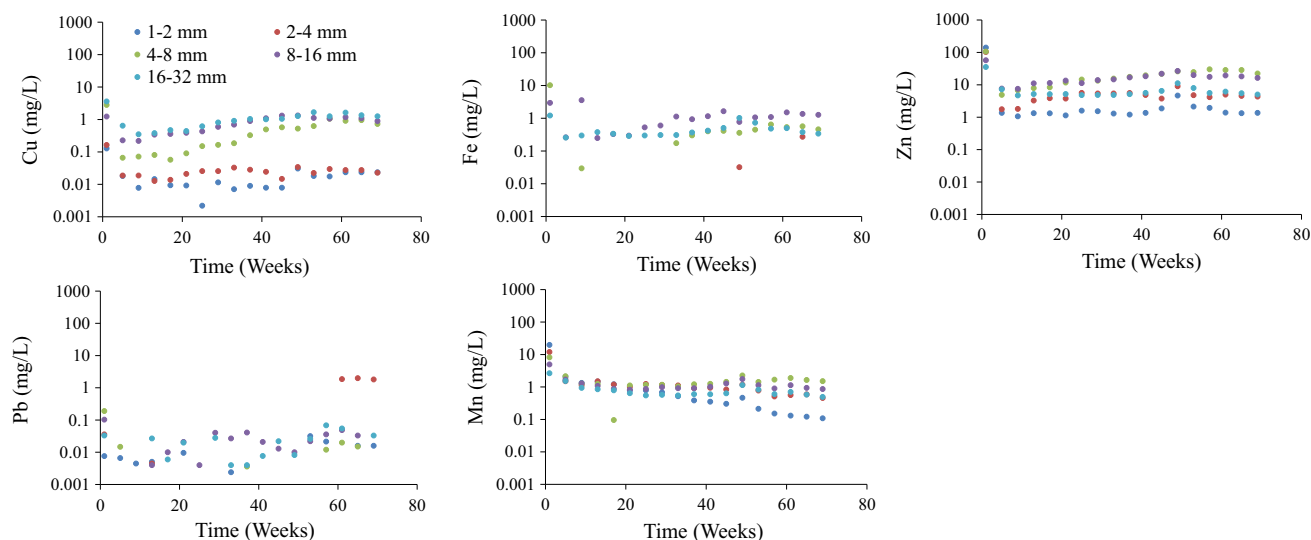 1-2 mm 2-4 mm
4-8 mm 8-16 mm
16-32 mm
Cu (mg/L)
1000
100
10
1
0.1
0.01
0.001
0 20 40 60 80
Time (Weeks)
Fe (mg/L)
1000
100
10
1
0.1
0.01
0.001
0 20 40 60 80
Time (Weeks)
Zn (mg/L)
1000
100
10
1
0.1
0.01
0.001
0 20 40 60 80
Time (Weeks)
Pb (mg/L)
1000
100
10
1
0.1
0.01
0.001
0 20 40 60 80
Time (Weeks)
Mn (mg/L)
1000
100
10
1
0.1
0.01
0.001
0 20 40 60 80
Time (Weeks)